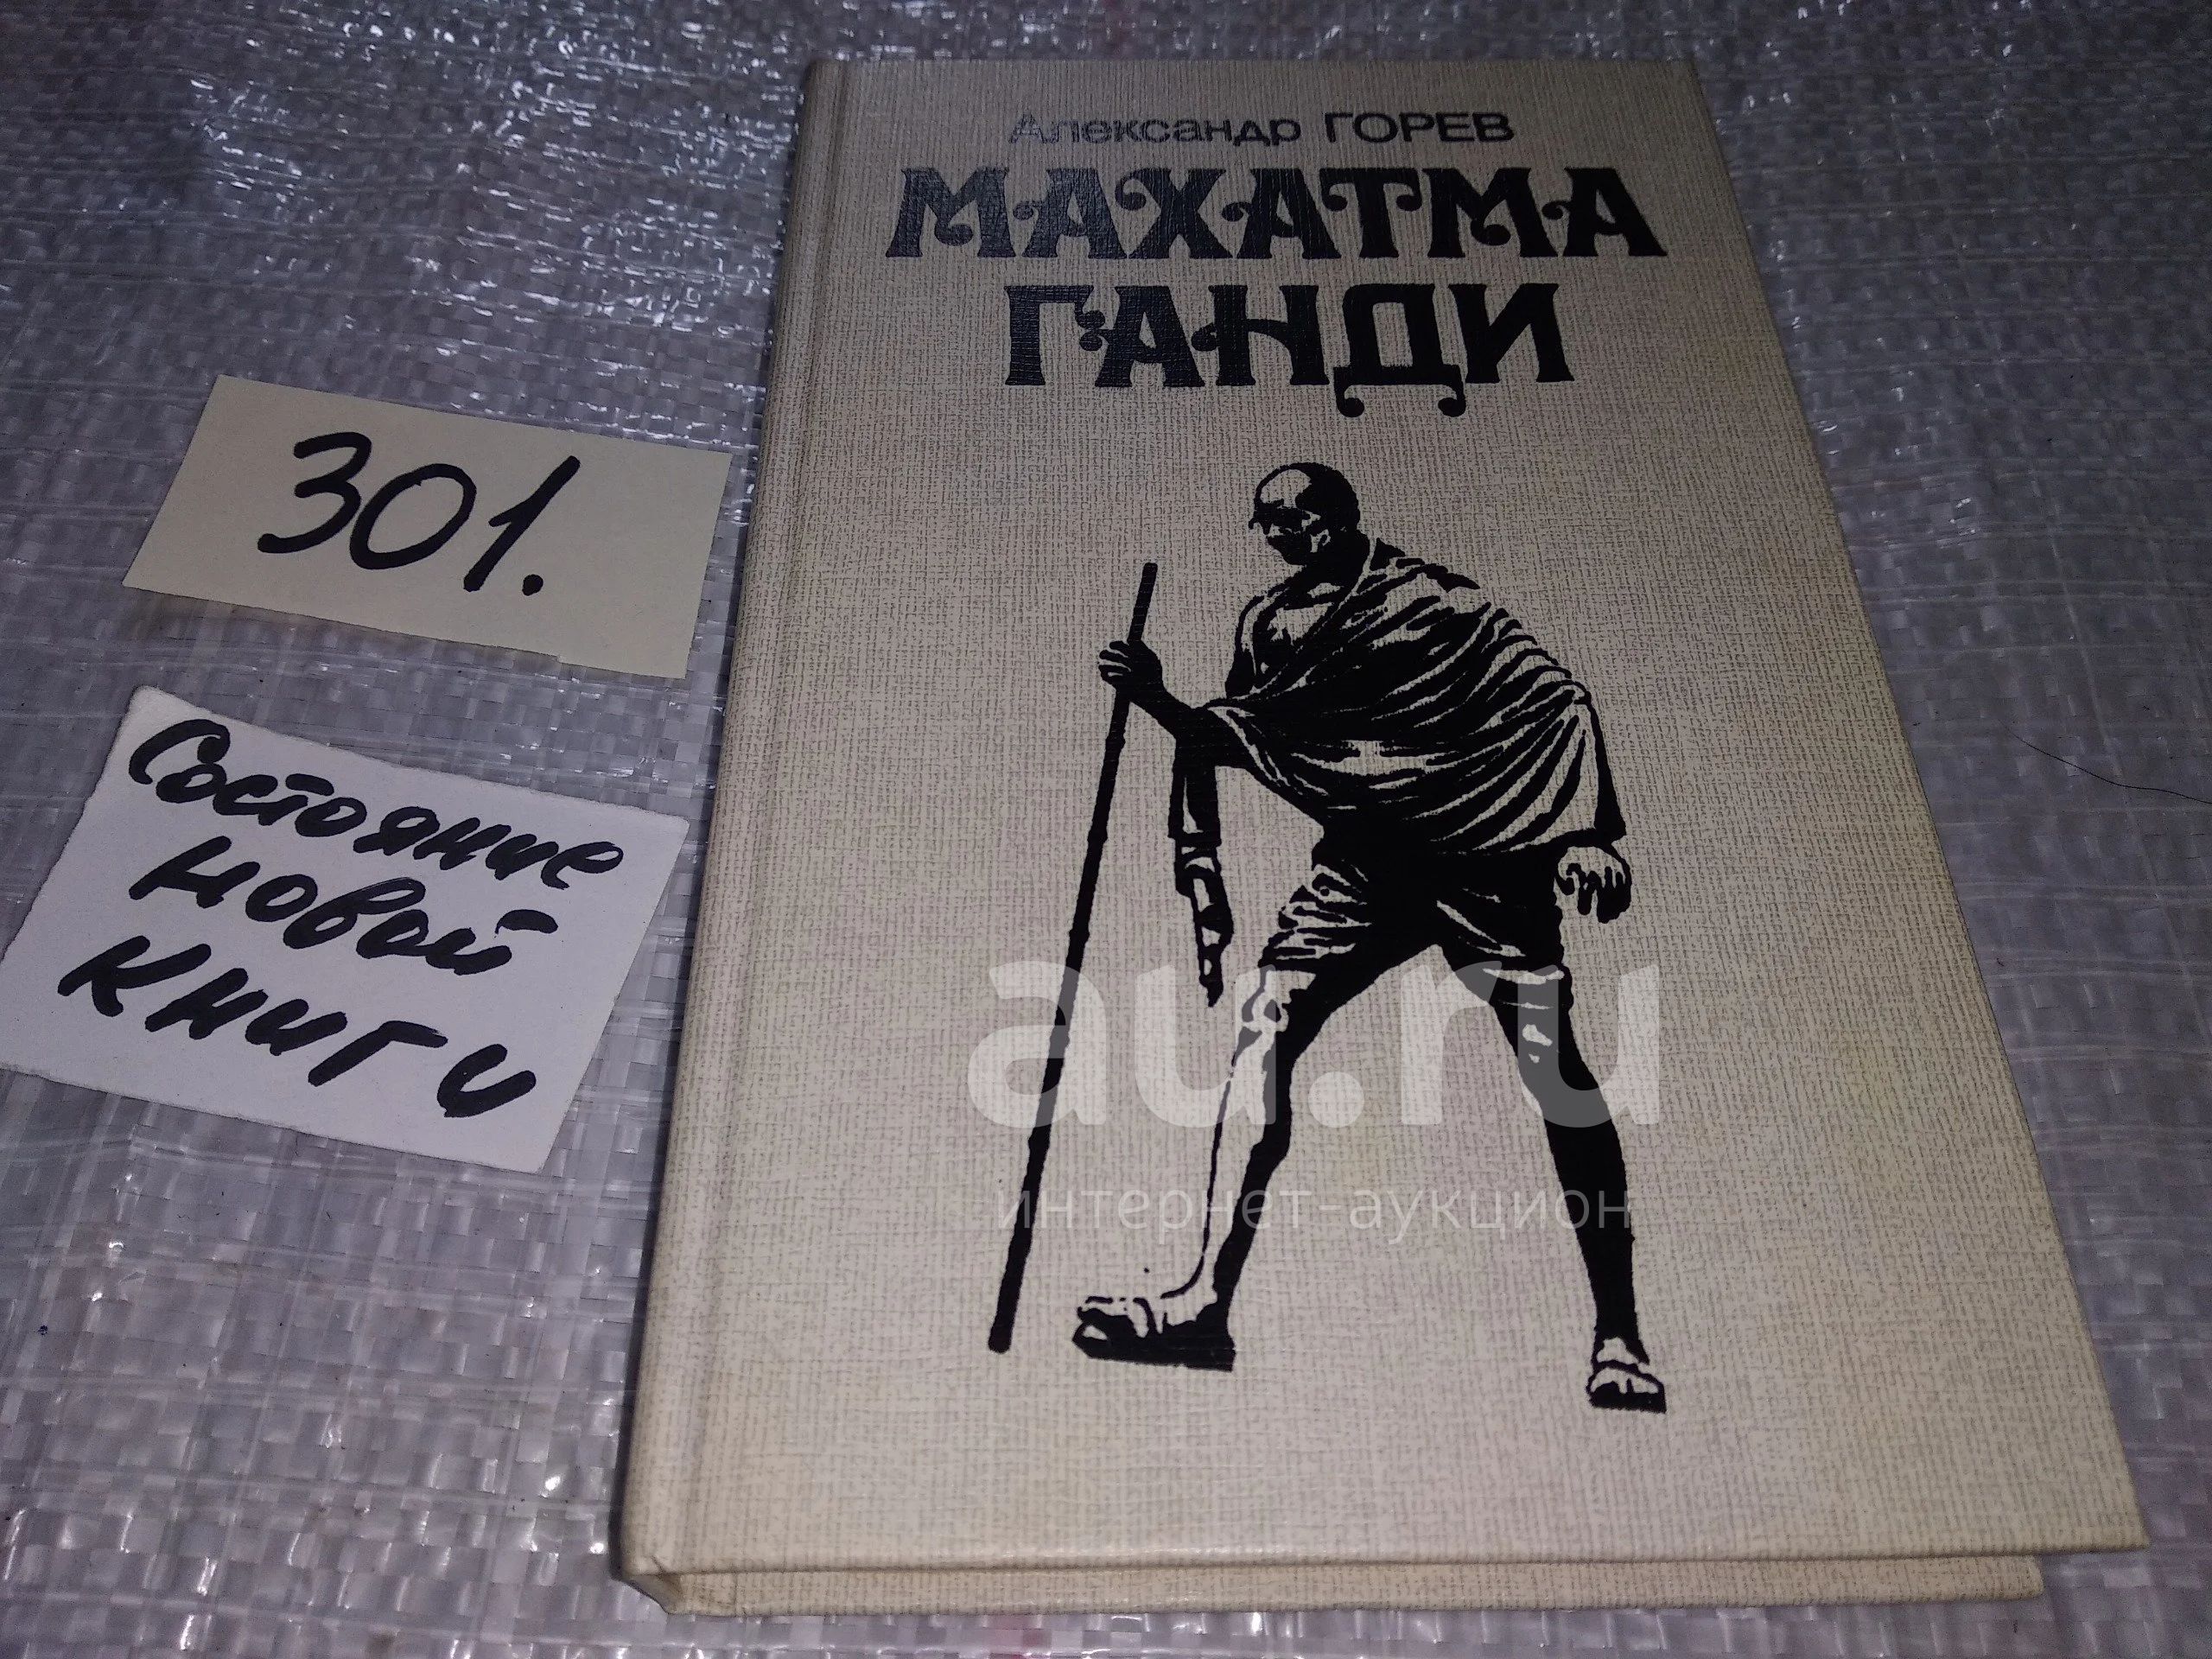 Александр ГОРЕВ
МАХАТМА
ГАНДИ
301.
Состояние
новой
книги
au.ru
интернет-аукцион